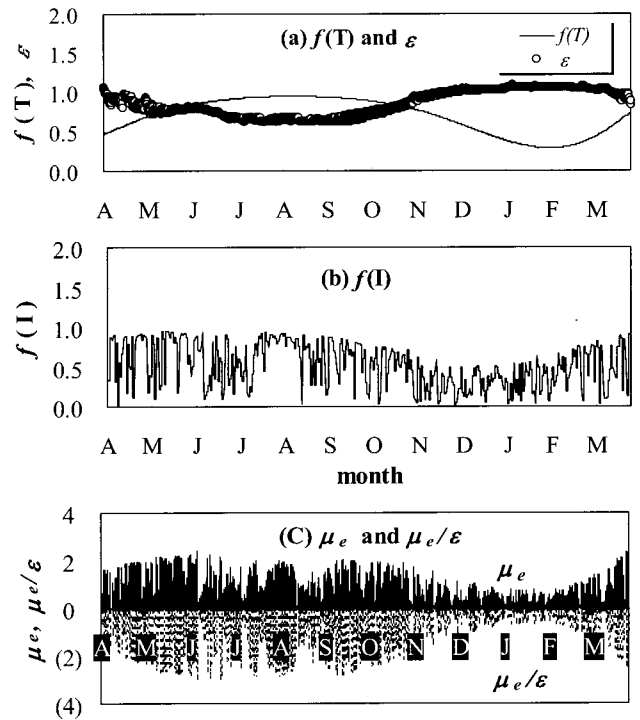 2.0
(a) f(T) and ε
f(T)
ε
1.5
1.0
0.5
0.0
f(T), ε
A M J J A S O N D J F M
2.0
(b) f(I)
1.5
1.0
0.5
0.0
f(I)
A M J J A S O N D J F M
month
4
(C) μe and μe/ε
2
μe
0
A M J J A S O N D J F M
(2)
μe/ε
(4)
μe, μe/ε